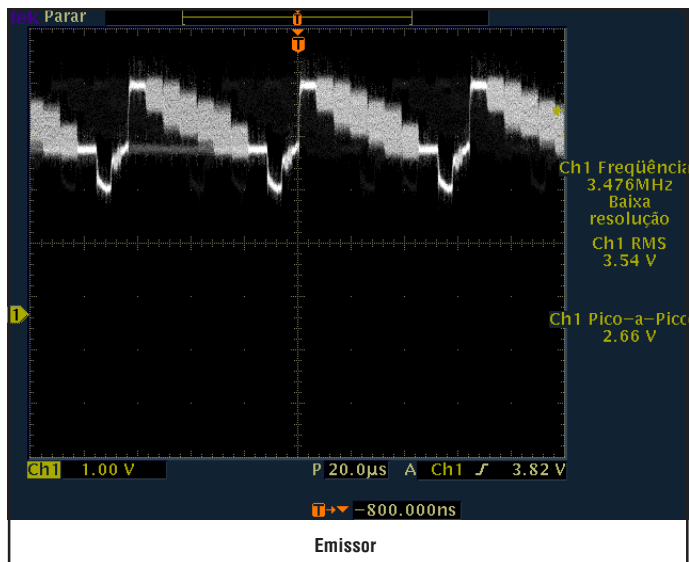 Tek Parar
T
Ch1 Freqüência
3.476MHz
Baixa
resolução
Ch1 RMS
3.54 V
1
Ch1 Pico-a-Pico
2.66 V
Ch1 1.00 V P 20.0µs A Ch1 3.82 V
T -800.000ns
Emissor